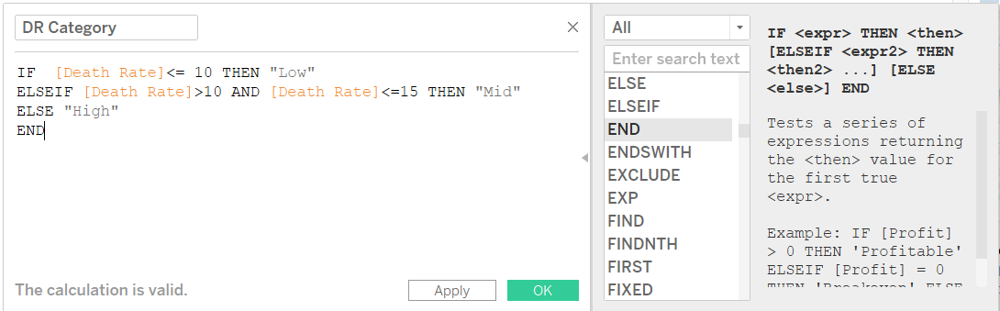 DR Category
IF  [Death Rate]<= 10 THEN "Low"
ELSEIF [Death Rate]>10 AND [Death Rate]<=15 THEN "Mid"
ELSE "High"
END
The calculation is valid.
Apply
OK
All
Enter search text
ELSE
ELSEIF
END
ENDSWITH
EXCLUDE
EXP
FIND
FINDNTH
FIRST
FIXED
IF <expr> THEN <then>
[ELSEIF <expr2> THEN
<then2> ...] [ELSE
<else>] END
Tests a series of
expressions returning
the <then> value for
the first true
<expr>.
Example: IF [Profit]
> 0 THEN 'Profitable'
ELSEIF [Profit] = 0
THEN 'Breakeven' ELSE